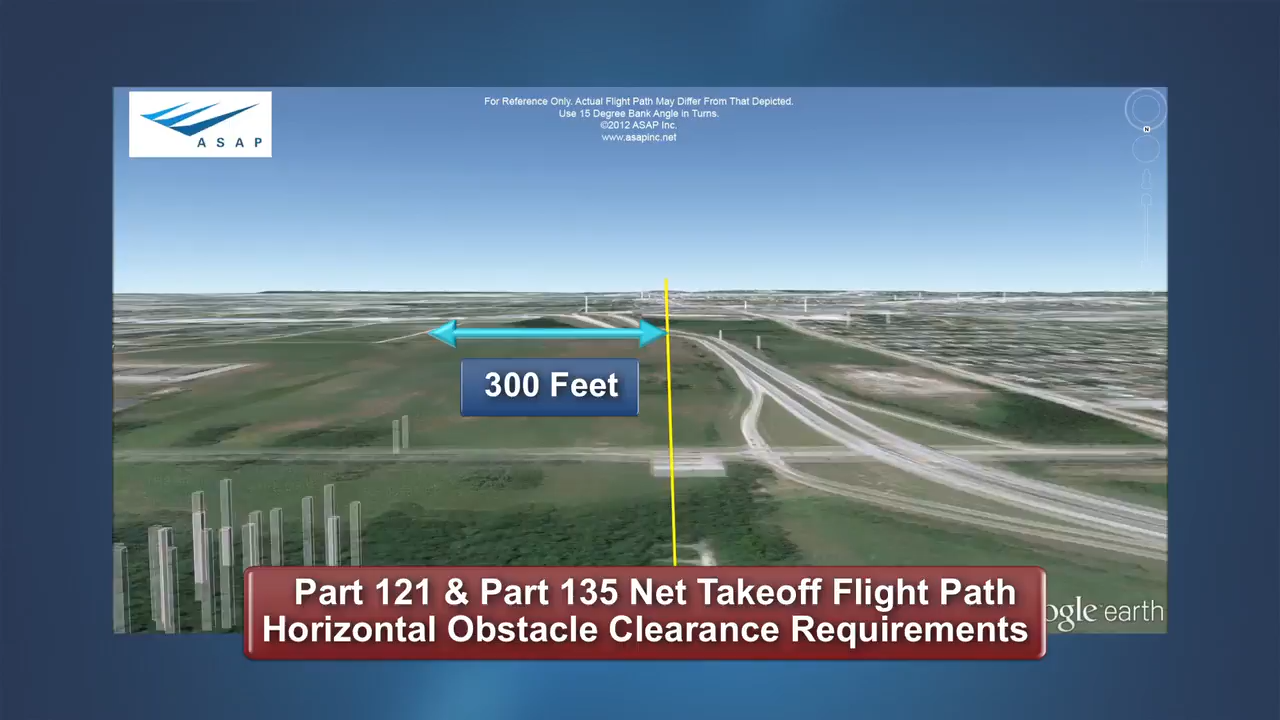 ASAP
For Reference Only. Actual Flight Path May Differ From That Depicted.
Use 15 Degree Bank Angle in Turns.
©2012 ASAP Inc.
www.asapinc.net
N
300 Feet
Part 121 & Part 135 Net Takeoff Flight Path
Horizontal Obstacle Clearance Requirements
ogle earth